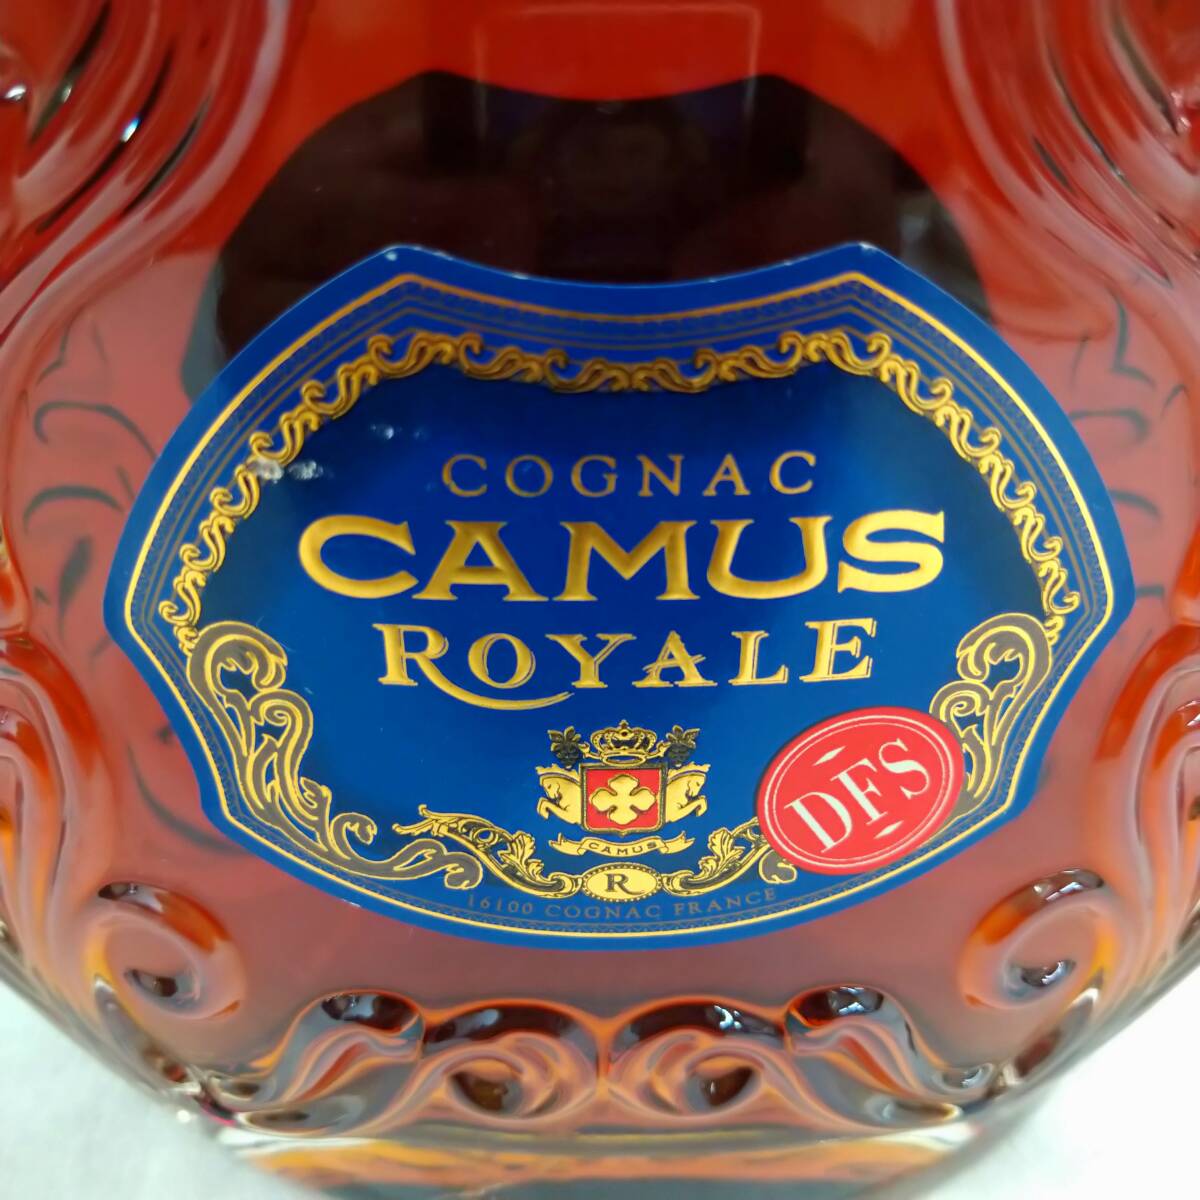 COGNAC
CAMUS
ROYALE
DFS
CAMUS
R
16100 COGNAC FRANCE